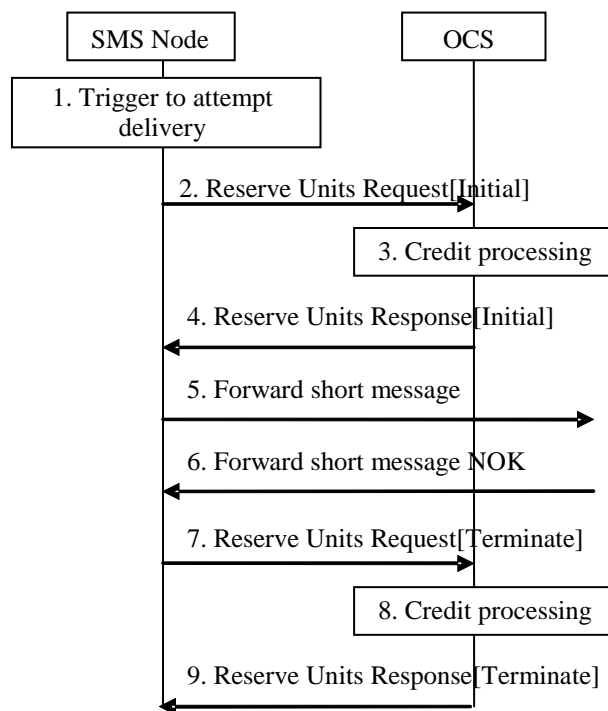 SMS Node
OCS
1. Trigger to attempt
delivery
2. Reserve Units Request[Initial]
3. Credit processing
4. Reserve Units Response[Initial]
5. Forward short message
6. Forward short message NOK
7. Reserve Units Request[Terminate]
8. Credit processing
9. Reserve Units Response[Terminate]